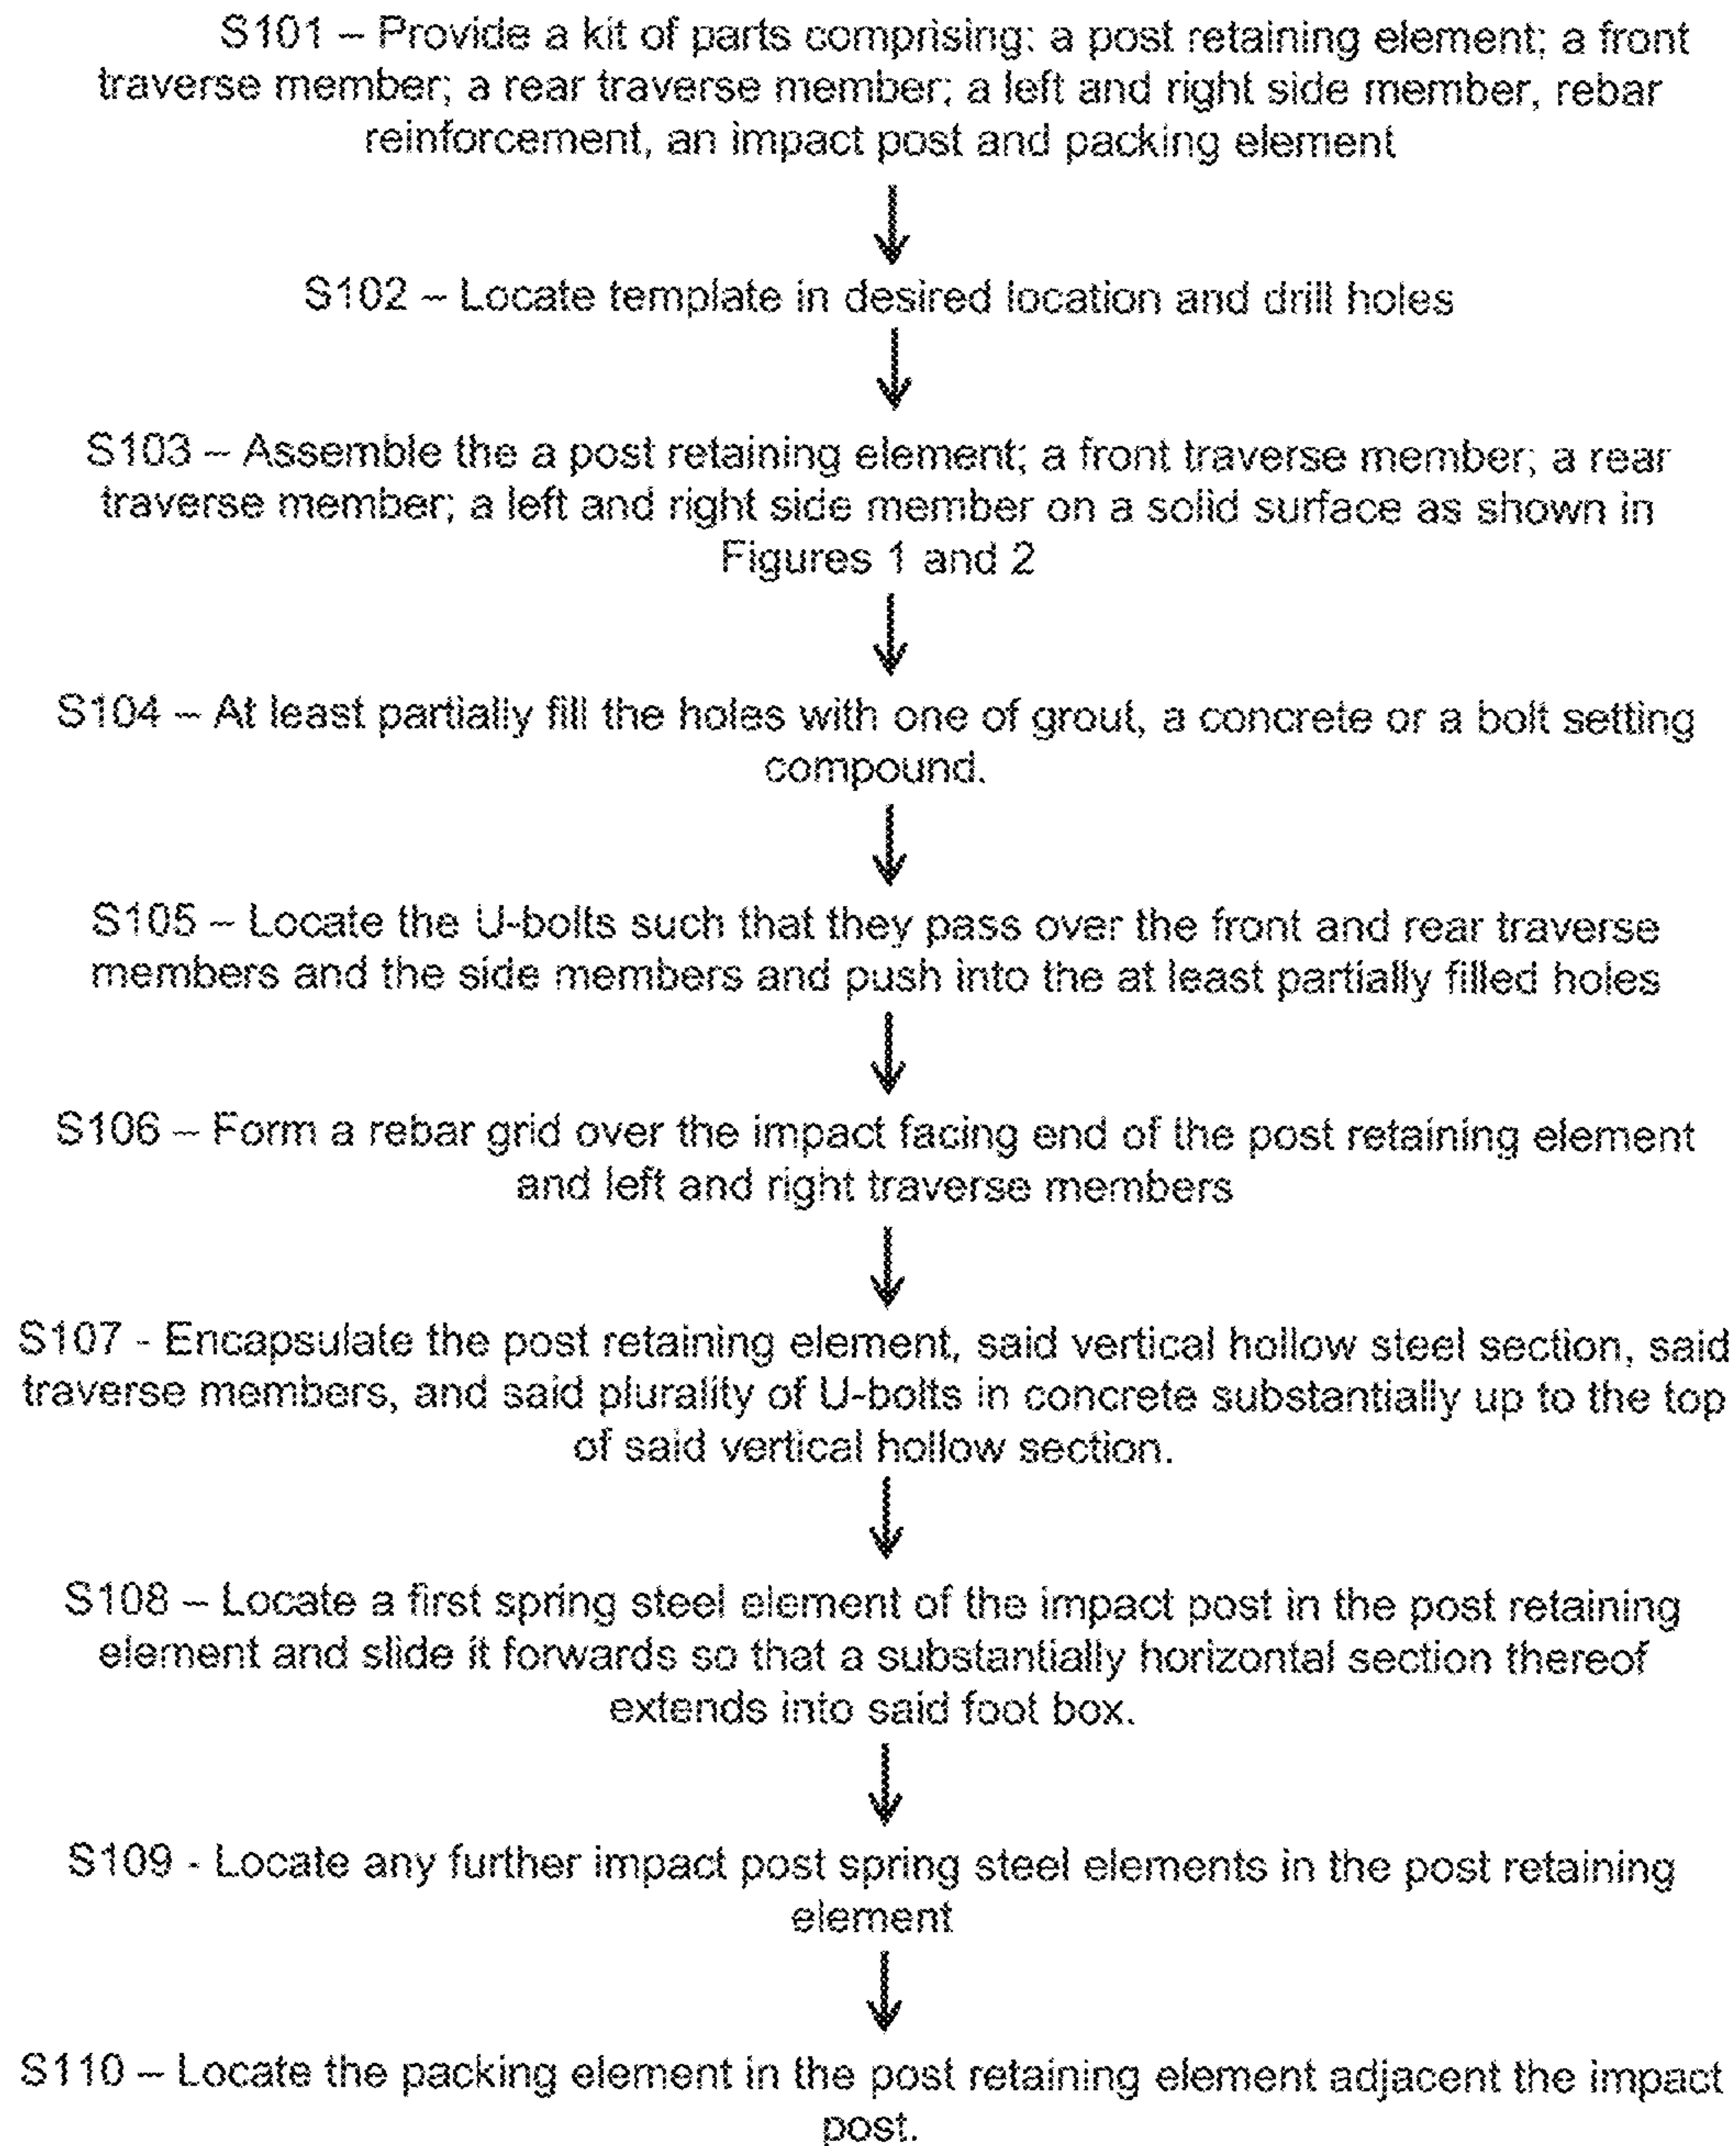 S101 – Provide a kit of parts comprising: a post retaining element; a front
traverse member; a rear traverse member; a left and right side member, rebar
reinforcement, an impact post and packing element
S102 – Locate template in desired location and drill holes
S103 – Assemble the a post retaining element; a front traverse member; a rear
traverse member; a left and right side member on a solid surface as shown in
Figures 1 and 2
S104 – At least partially fill the holes with one of grout, a concrete or a bolt setting
compound.
S105 – Locate the U-bolts such that they pass over the front and rear traverse
members and the side members and push into the at least partially filled holes
S106 – Form a rebar grid over the impact facing end of the post retaining element
and left and right traverse members
S107 - Encapsulate the post retaining element, said vertical hollow steel section, said
traverse members, and said plurality of U-bolts in concrete substantially up to the top
of said vertical hollow section.
S108 – Locate a first spring steel element of the impact post in the post retaining
element and slide it forwards so that a substantially horizontal section thereof
extends into said foot box.
S109 - Locate any further impact post spring steel elements in the post retaining
element
S110 – Locate the packing element in the post retaining element adjacent the impact
post.